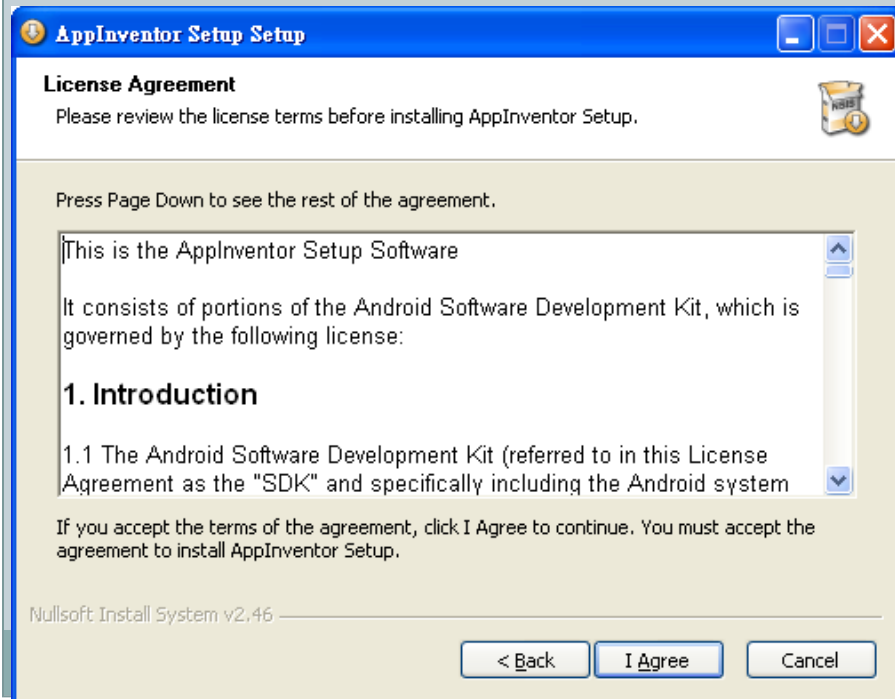 AppInventor Setup Setup
License Agreement
Please review the license terms before installing AppInventor Setup.
NSIS
Press Page Down to see the rest of the agreement.
This is the AppInventor Setup Software
It consists of portions of the Android Software Development Kit, which is
governed by the following license:
1. Introduction
1.1 The Android Software Development Kit (referred to in this License
Agreement as the "SDK" and specifically including the Android system
If you accept the terms of the agreement, click I Agree to continue. You must accept the
agreement to install AppInventor Setup.
Nullsoft Install System v2.46
< Back
I Agree
Cancel